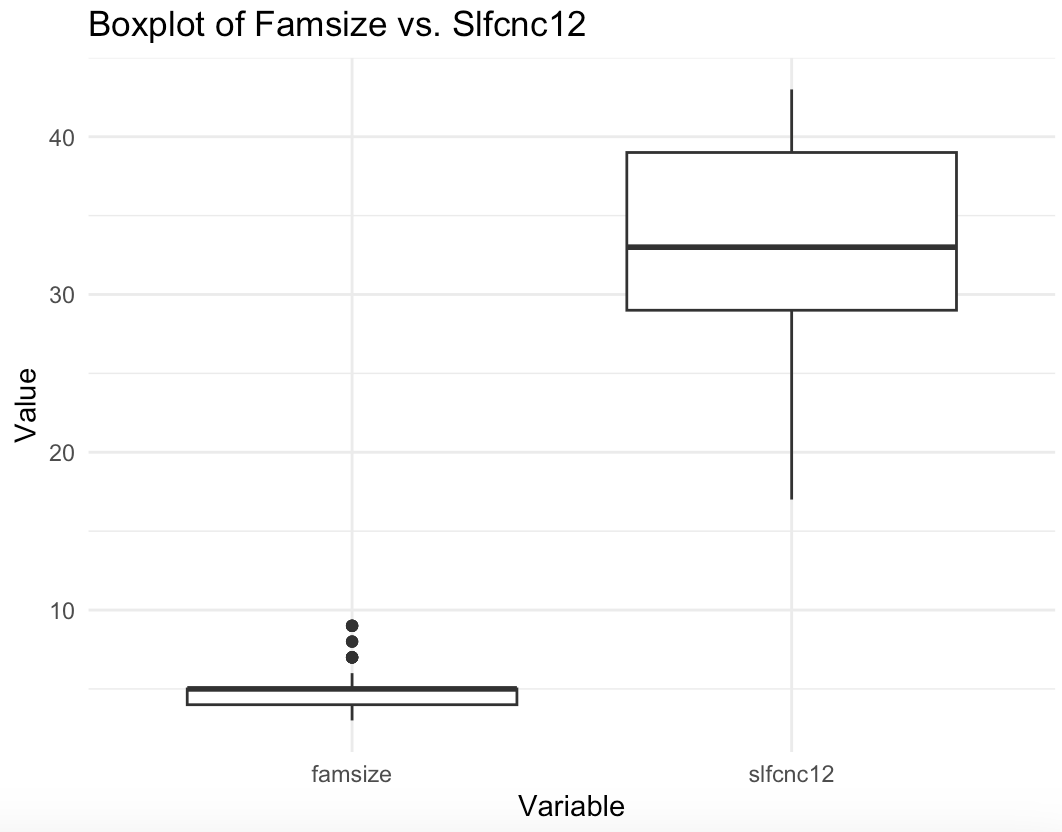 Boxplot of Famsize vs. Slfcnc12
40
30
20
10
Value
famsize
slfcnc12
Variable